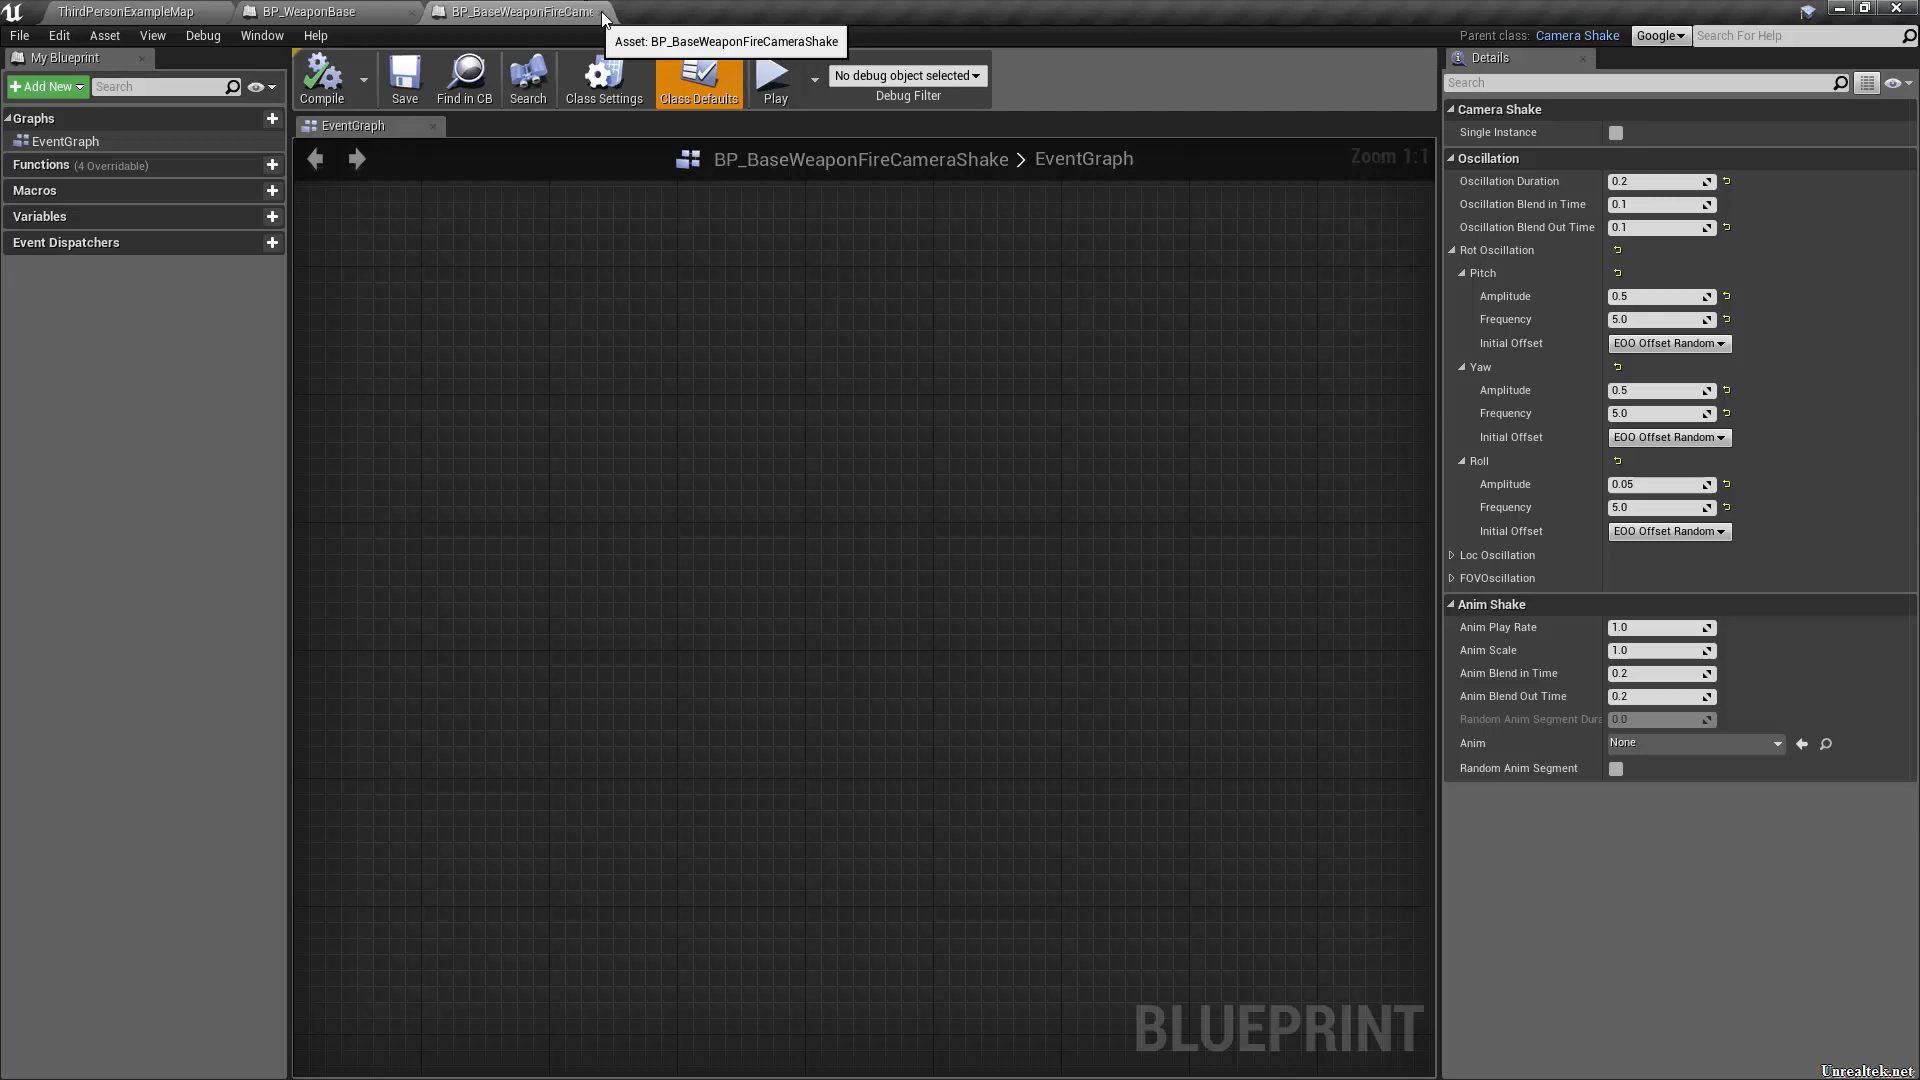 ThirdPersonExampleMap
BP_WeaponBase
BP_BaseWeaponFireCame
File Edit Asset View Debug Window Help
Asset: BP_BaseWeaponFireCameraShake
Parent class: Camera Shake
Google
Search For Help
My Blueprint
Add New
Search
Graphs
EventGraph
Functions (4 Overridable)
Macros
Variables
Event Dispatchers
Compile
Save
Find in CB
Search
Class Settings
Class Defaults
Play
No debug object selected
Debug Filter
EventGraph
BP_BaseWeaponFireCameraShake > EventGraph
Zoom 1:1
BLUEPRINT
Details
Search
Camera Shake
Single Instance
Oscillation
Oscillation Duration 0.2
Oscillation Blend in Time 0.1
Oscillation Blend Out Time 0.1
Rot Oscillation
Pitch
Amplitude 0.5
Frequency 5.0
Initial Offset EOO Offset Random
Yaw
Amplitude 0.5
Frequency 5.0
Initial Offset EOO Offset Random
Roll
Amplitude 0.05
Frequency 5.0
Initial Offset EOO Offset Random
Loc Oscillation
FOVOscillation
Anim Shake
Anim Play Rate 1.0
Anim Scale 1.0
Anim Blend in Time 0.2
Anim Blend Out Time 0.2
Random Anim Segment Dura 0.0
Anim None
Random Anim Segment
Unrealtek.net